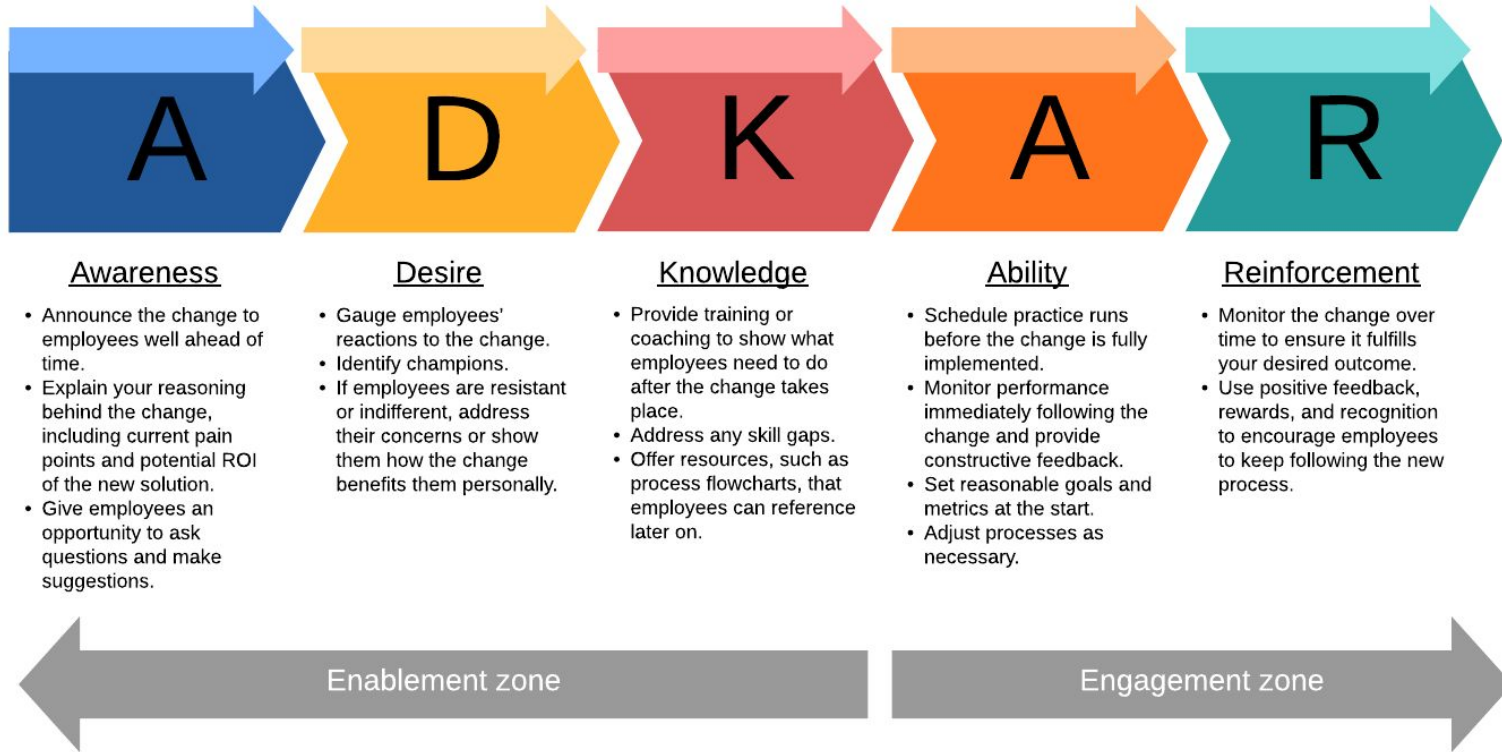 A
D
K
A
R
Awareness
• Announce the change to
employees well ahead of
time.
• Explain your reasoning
behind the change,
including current pain
points and potential ROI
of the new solution.
• Give employees an
opportunity to ask
questions and make
suggestions.
Desire
• Gauge employees'
reactions to the change.
• Identify champions.
• If employees are resistant
or indifferent, address
their concerns or show
them how the change
benefits them personally.
Knowledge
• Provide training or
coaching to show what
employees need to do
after the change takes
place.
• Address any skill gaps.
• Offer resources, such as
process flowcharts, that
employees can reference
later on.
Ability
• Schedule practice runs
before the change is fully
implemented.
• Monitor performance
immediately following the
change and provide
constructive feedback.
• Set reasonable goals and
metrics at the start.
• Adjust processes as
necessary.
Reinforcement
• Monitor the change over
time to ensure it fulfills
your desired outcome.
• Use positive feedback,
rewards, and recognition
to encourage employees
to keep following the new
process.
Enablement zone
Engagement zone